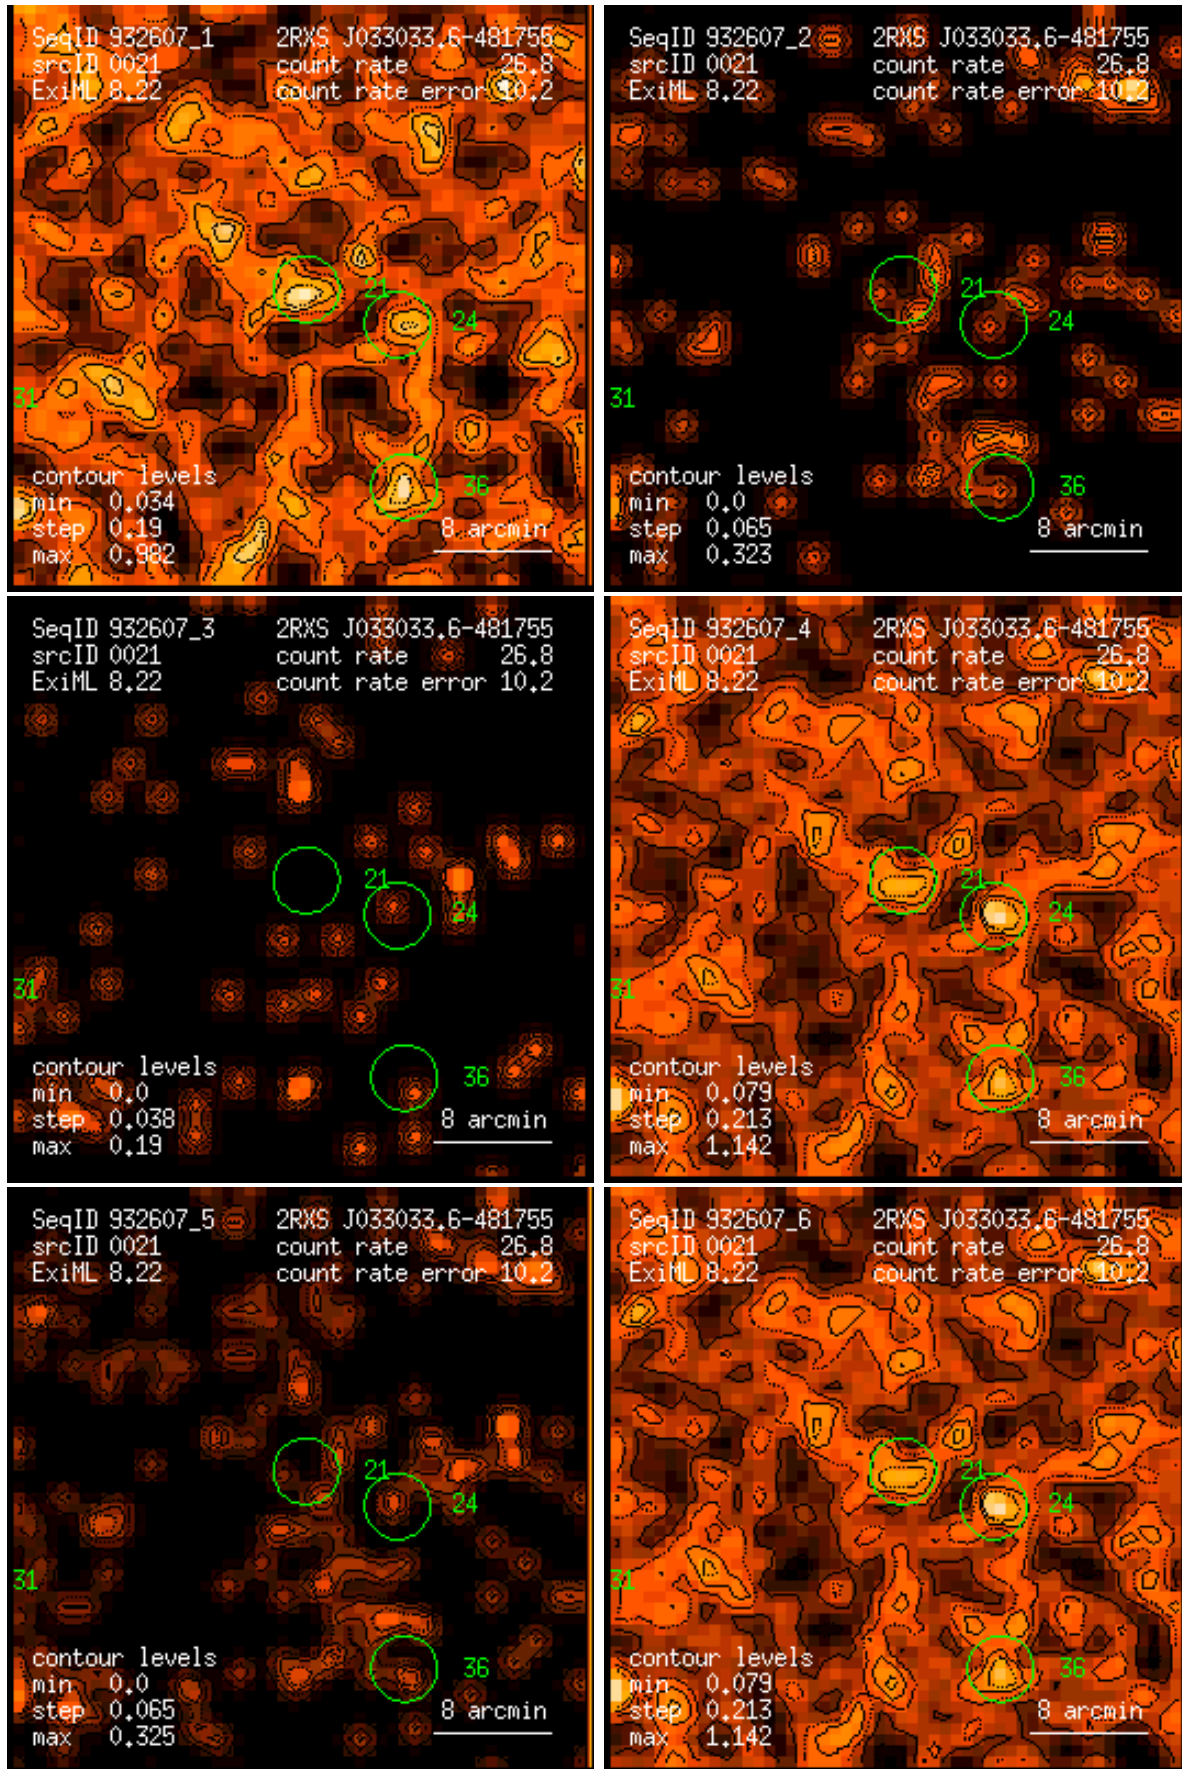 SeqID 932607_1 2RXS J033033.6-481755
srcID 0021 count rate 26.8
ExiML 8.22 count rate error 10.2
21
24
31
contour levels
min 0.034 36
step 0.19 8 arcmin
max 0.982
SeqID 932607_2 2RXS J033033.6-481755
srcID 0021 count rate 26.8
ExiML 8.22 count rate error 10.2
21
24
31
contour levels
min 0.0 36
step 0.065 8 arcmin
max 0.323
SeqID 932607_3 2RXS J033033.6-481755
srcID 0021 count rate 26.8
ExiML 8.22 count rate error 10.2
21
24
31
contour levels
min 0.0 36
step 0.038 8 arcmin
max 0.19
SeqID 932607_4 2RXS J033033.6-481755
srcID 0021 count rate 26.8
ExiML 8.22 count rate error 10.2
21
24
31
contour levels
min 0.079 36
step 0.213 8 arcmin
max 1.142
SeqID 932607_5 2RXS J033033.6-481755
srcID 0021 count rate 26.8
ExiML 8.22 count rate error 10.2
21
24
31
contour levels
min 0.0 36
step 0.065 8 arcmin
max 0.325
SeqID 932607_6 2RXS J033033.6-481755
srcID 0021 count rate 26.8
ExiML 8.22 count rate error 10.2
21
24
31
contour levels
min 0.079 36
step 0.213 8 arcmin
max 1.142